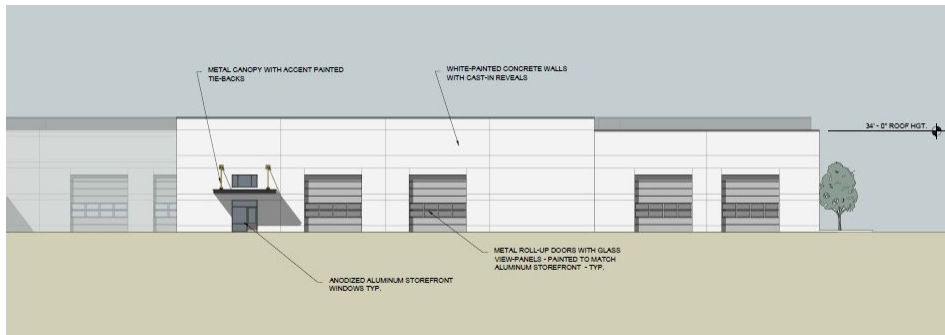 METAL CANOPY WITH ACCENT PAINTED
TIE-BACKS
WHITE-PAINTED CONCRETE WALLS
WITH CAST-IN REVEALS
34' - 0" ROOF HGT.
METAL ROLL-UP DOORS WITH GLASS
VIEW-PANELS - PAINTED TO MATCH
ALUMINUM STOREFRONT - TYP.
ANODIZED ALUMINUM STOREFRONT
WINDOWS TYP.